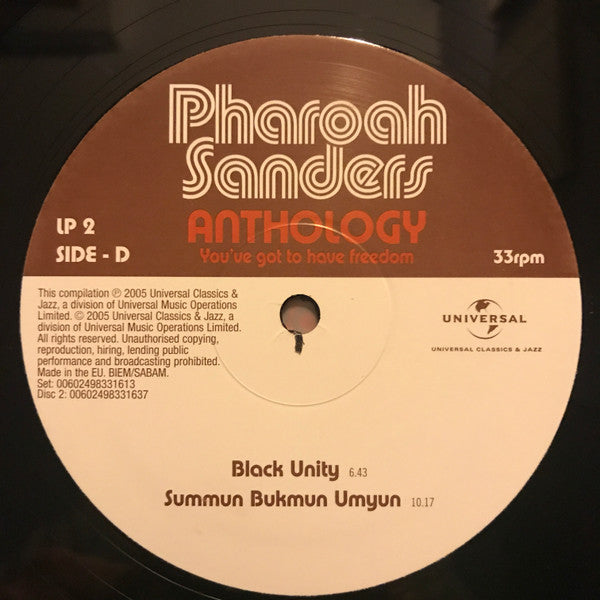 Pharoah
Sanders
ANTHOLOGY
You've got to have freedom
LP 2
SIDE - D
33rpm
This compilation ℗ 2005 Universal Classics &
Jazz, a division of Universal Music Operations
Limited. © 2005 Universal Classics & Jazz, a
division of Universal Music Operations Limited.
All rights reserved. Unauthorised copying,
reproduction, hiring, lending public
performance and broadcasting prohibited.
Made in the EU. BIEM/SABAM.
Set: 00602498331613
Disc 2: 00602498331637
UNIVERSAL
UNIVERSAL CLASSICS & JAZZ
Black Unity 6.43
Summun Bukmun Umyun 10.17